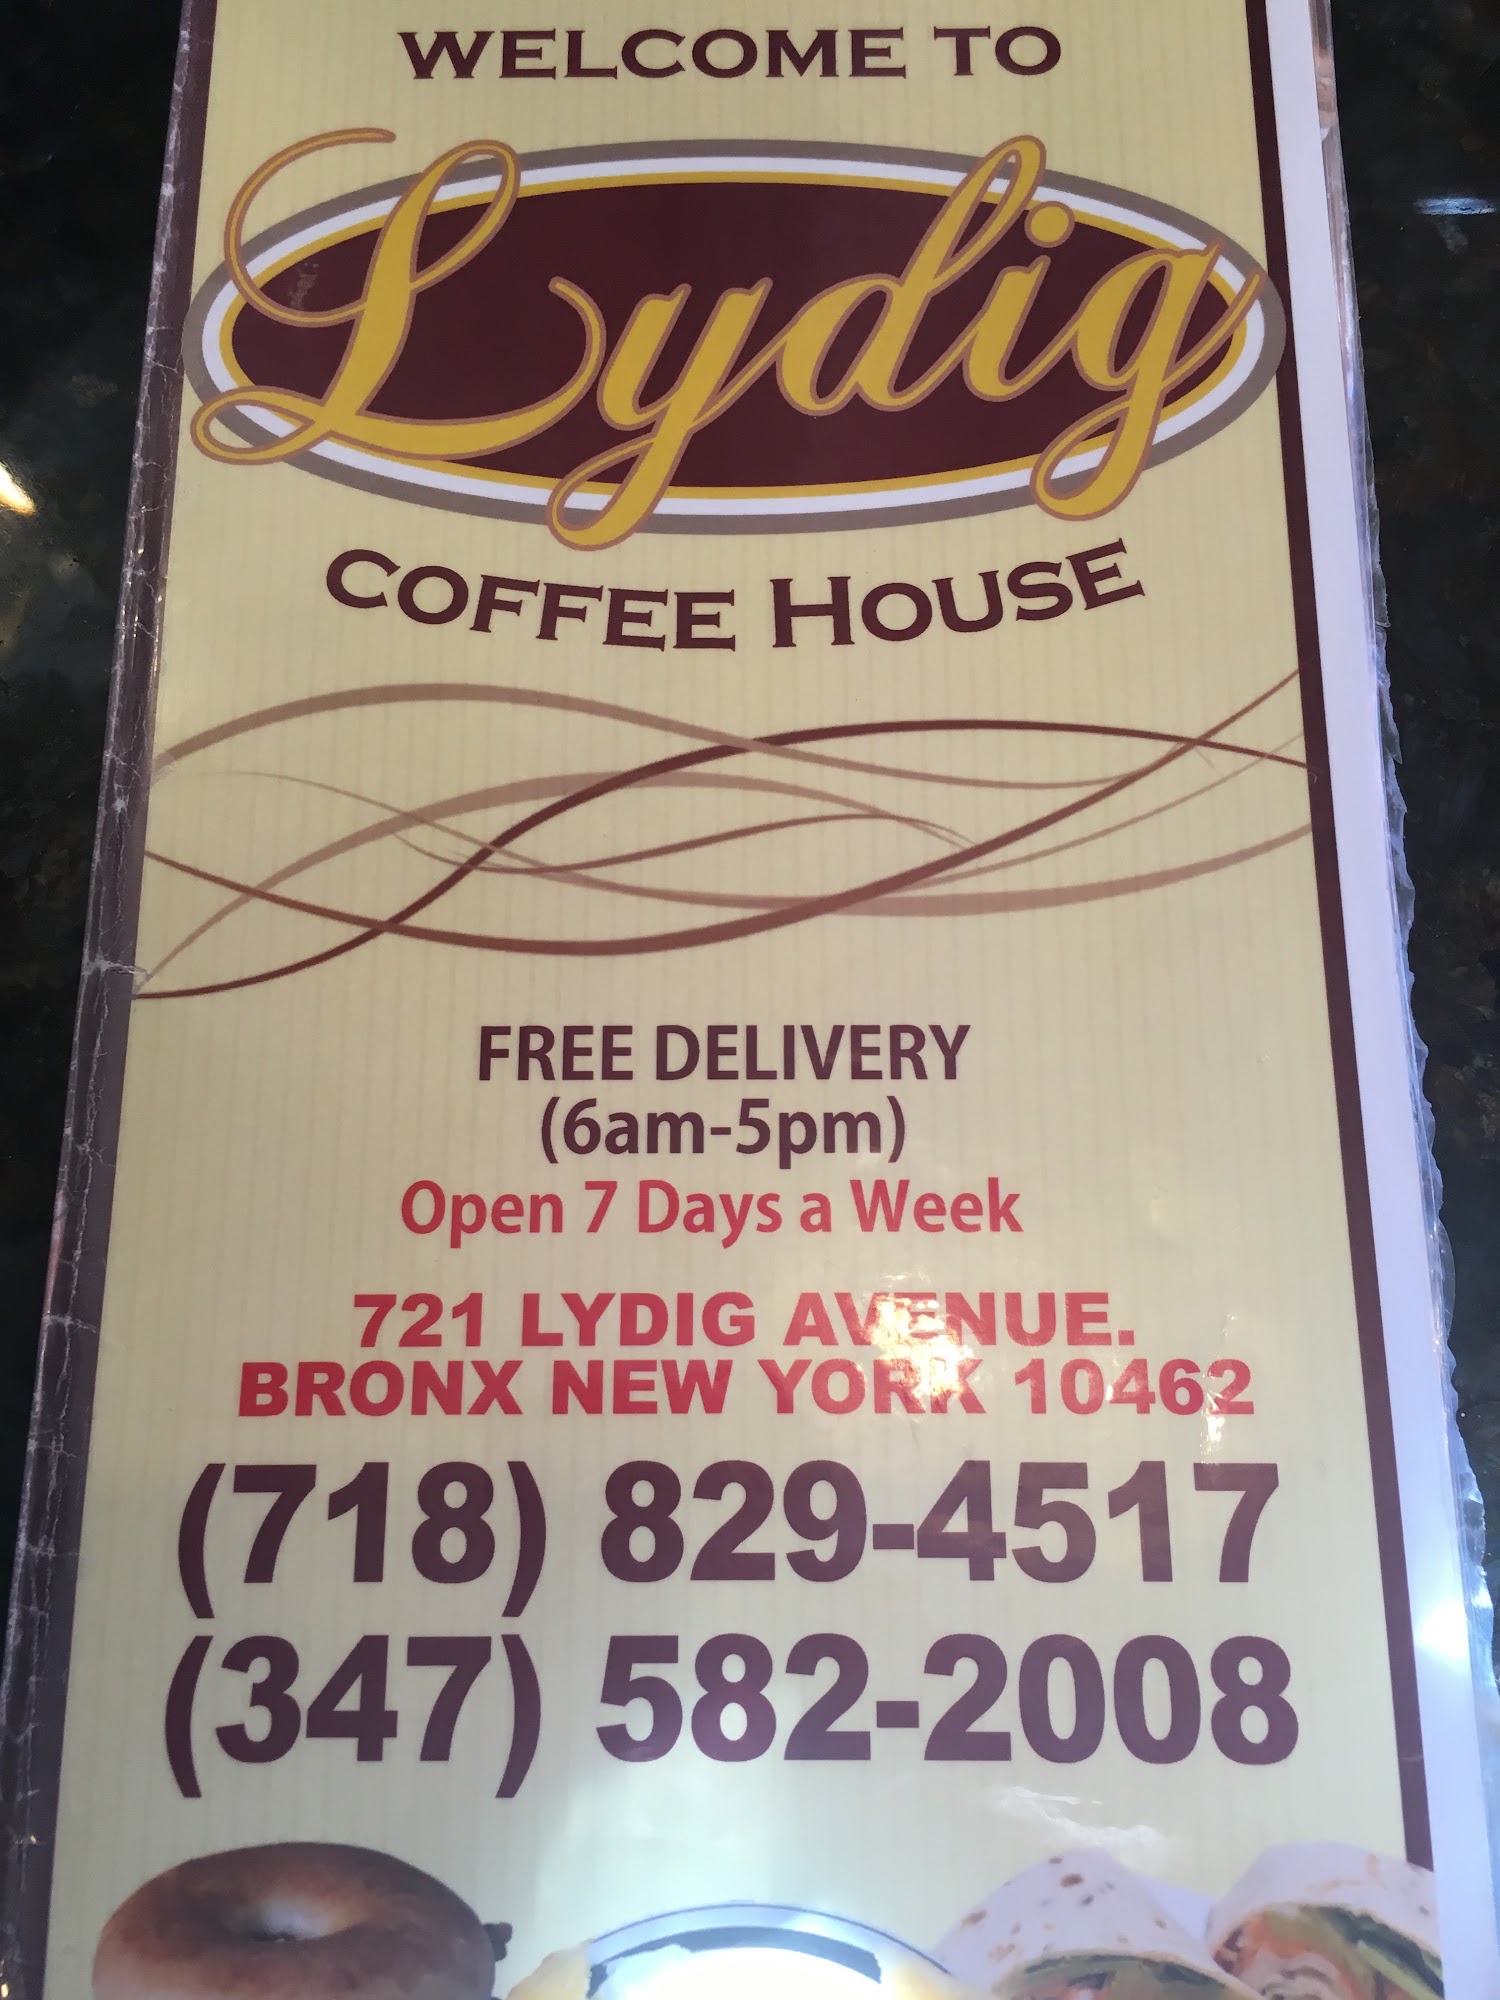 WELCOME TO
Lydig
COFFEE HOUSE
FREE DELIVERY
(6am-5pm)
Open 7 Days a Week
721 LYDIG AVENUE.
BRONX NEW YORK 10462
(718) 829-4517
(347) 582-2008